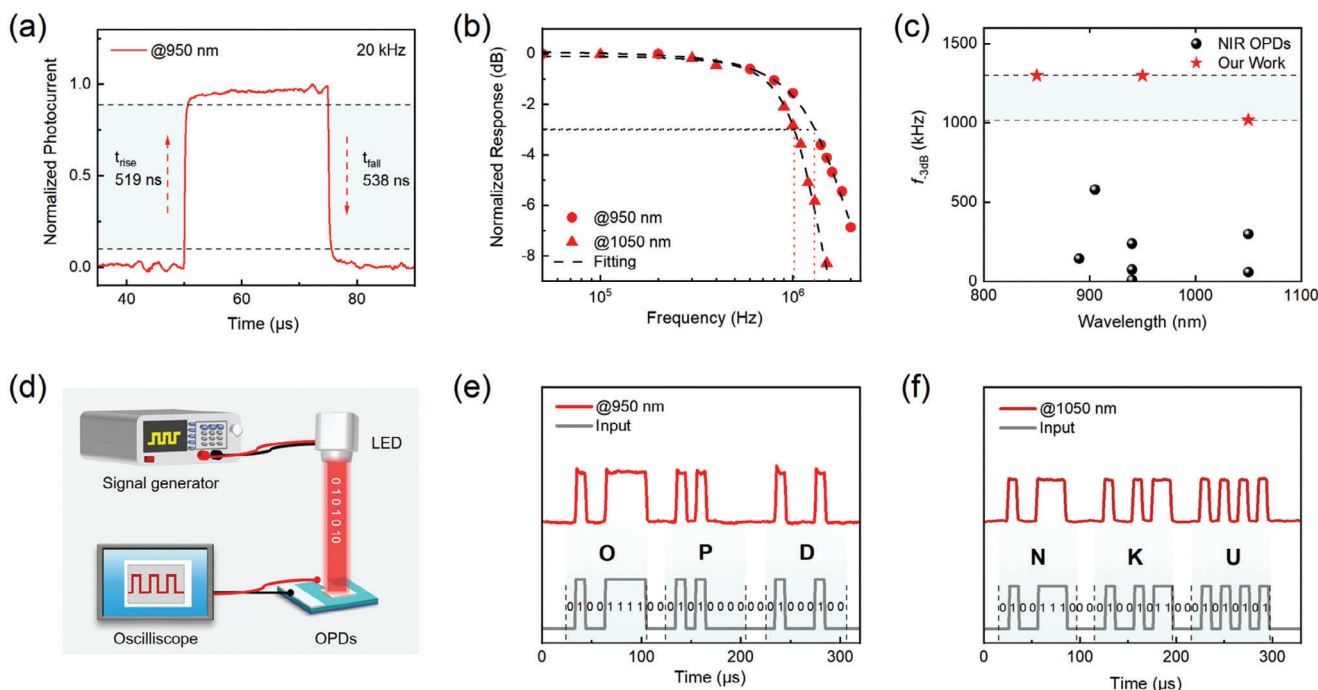 (a)
@950 nm 20 kHz
Normalized Photocurrent
1.0
0.5
0.0
t_rise
519 ns
t_fall
538 ns
40 60 80
Time (µs)
(b)
Normalized Response (dB)
0
-2
-4
-6
-8
@950 nm
@1050 nm
Fitting
10^5 10^6
Frequency (Hz)
(c)
f_-3dB (kHz)
1500
1000
500
0
NIR OPDs
Our Work
800 900 1000 1100
Wavelength (nm)
(d)
Signal generator
LED
0 1 0 1 0 1 0
Oscilliscope
OPDs
(e)
@950 nm
Input
O P D
0 1 0 0 1 1 1 1 0 0 0 1 0 1 0 0 0 0 0 0 0 1 0 0 0 1 0 0
0 100 200 300
Time (µs)
(f)
@1050 nm
Input
N K U
0 1 0 0 1 1 1 0 0 0 0 1 0 0 1 0 1 1 0 0 0 1 0 1 0 1 0 1
0 100 200 300
Time (µs)